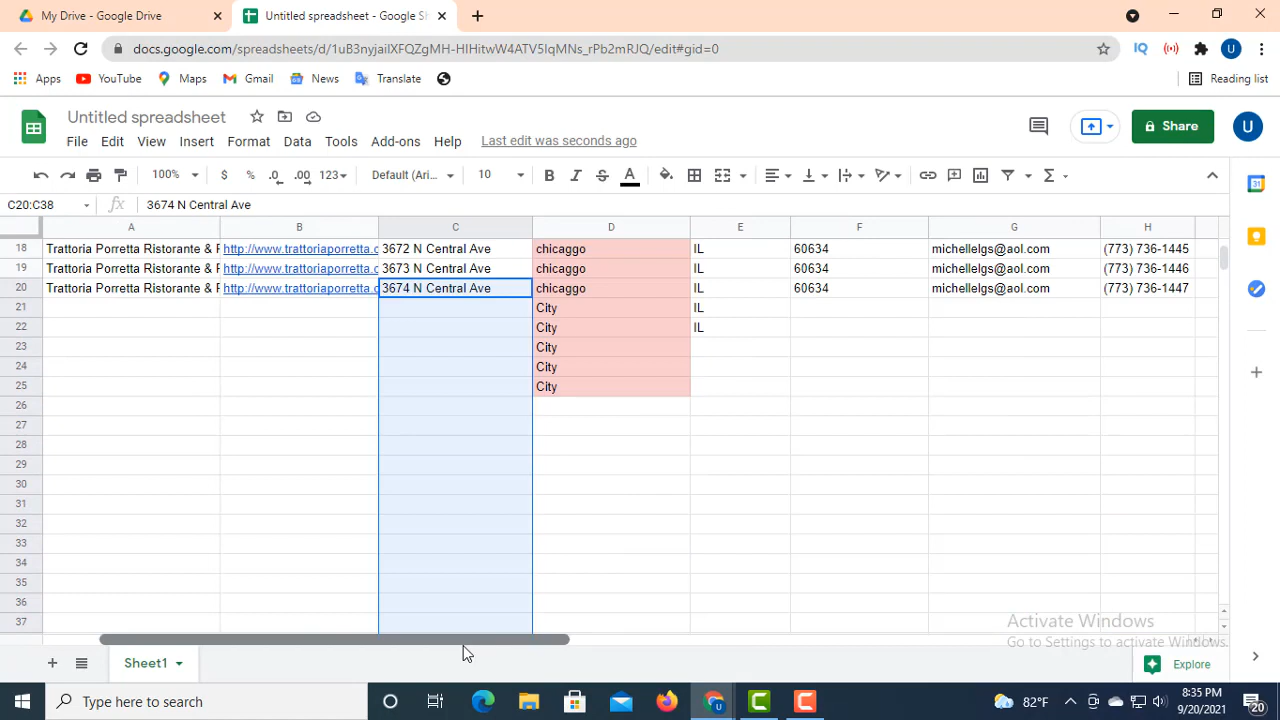 My Drive - Google Drive
Untitled spreadsheet - Google Sh
docs.google.com/spreadsheets/d/1uB3nyjaiIXFQZgMH-HIHitwW4ATV5lqMNs_rPb2mRJQ/edit#gid=0
IQ U
Apps YouTube Maps Gmail News Translate Reading list
Untitled spreadsheet
Share U
File Edit View Insert Format Data Tools Add-ons Help Last edit was seconds ago
100% $ % .0 .00 123 Default (Ari... 10 B I S A Σ
C20:C38 fx 3674 N Central Ave
A B C D E F G H
18 Trattoria Porretta Ristorante & P http://www.trattoriaporretta.c 3672 N Central Ave chicaggo IL 60634 michellelgs@aol.com (773) 736-1445
19 Trattoria Porretta Ristorante & P http://www.trattoriaporretta.c 3673 N Central Ave chicaggo IL 60634 michellelgs@aol.com (773) 736-1446
20 Trattoria Porretta Ristorante & P http://www.trattoriaporretta.c 3674 N Central Ave chicaggo IL 60634 michellelgs@aol.com (773) 736-1447
21 City IL
22 City IL
23 City
24 City
25 City
26
27
28
29
30
31
32
33
34
35
36
37
Activate Windows
Go to Settings to activate Windows.
Sheet1 Explore
Type here to search
82°F
8:35 PM
9/20/2021
20